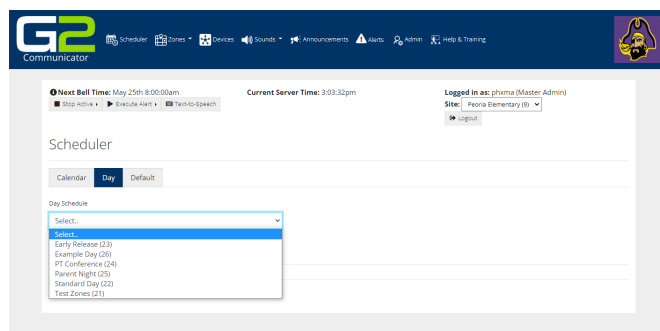 G2
Communicator
Scheduler Zones Devices Sounds Announcements Alerts Admin Help & Training
Next Bell Time: May 25th 8:00:00am
Current Server Time: 3:03:32pm
Logged in as: phxma (Master Admin)
Stop Active Execute Alert Text-to-Speech
Site: Peoria Elementary (9)
Logout
Scheduler
Calendar Day Default
Day Schedule
Select..
Select..
Early Release (23)
Example Day (26)
PT Conference (24)
Parent Night (25)
Standard Day (22)
Test Zones (21)